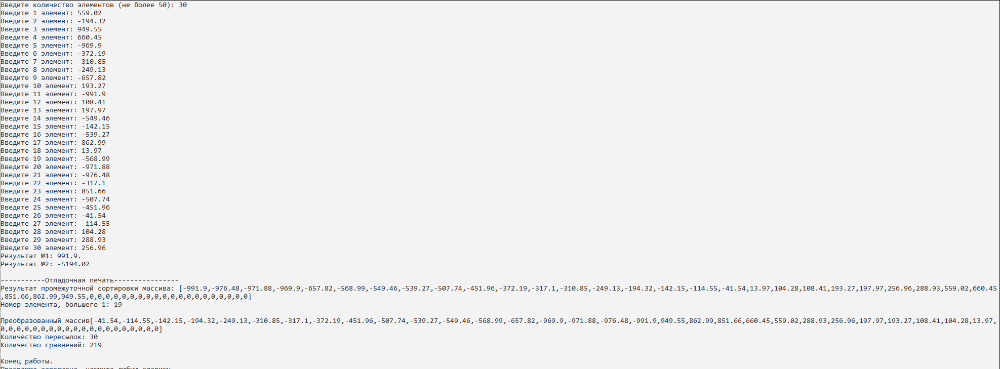 Введите количество элементов (не более 50): 30
Введите 1 элемент: 559.02
Введите 2 элемент: -194.32
Введите 3 элемент: 949.55
Введите 4 элемент: 660.45
Введите 5 элемент: -969.9
Введите 6 элемент: -372.19
Введите 7 элемент: -310.85
Введите 8 элемент: -249.13
Введите 9 элемент: -657.82
Введите 10 элемент: 193.27
Введите 11 элемент: -991.9
Введите 12 элемент: 108.41
Введите 13 элемент: 197.97
Введите 14 элемент: -549.46
Введите 15 элемент: -142.15
Введите 16 элемент: -539.27
Введите 17 элемент: 862.99
Введите 18 элемент: 13.97
Введите 19 элемент: -568.99
Введите 20 элемент: -971.88
Введите 21 элемент: -976.48
Введите 22 элемент: -317.1
Введите 23 элемент: 851.66
Введите 24 элемент: -507.74
Введите 25 элемент: -451.96
Введите 26 элемент: -41.54
Введите 27 элемент: -114.55
Введите 28 элемент: 104.28
Введите 29 элемент: 288.93
Введите 30 элемент: 256.96
Результат №1: 991.9.
Результат №2: -5194.02
-----------Отладочная печать----------------
Результат промежуточной сортировки массива: [-991.9,-976.48,-971.88,-969.9,-657.82,-568.99,-549.46,-539.27,-507.74,-451.96,-372.19,-317.1,-310.85,-249.13,-194.32,-142.15,-114.55,-41.54,13.97,104.28,108.41,193.27,197.97,256.96,288.93,559.02,660.45
,851.66,862.99,949.55,0,0,0,0,0,0,0,0,0,0,0,0,0,0,0,0,0,0,0,0]
Номер элемента, большего 1: 19
Преобразованный массив[-41.54,-114.55,-142.15,-194.32,-249.13,-310.85,-317.1,-372.19,-451.96,-507.74,-539.27,-549.46,-568.99,-657.82,-969.9,-971.88,-976.48,-991.9,949.55,862.99,851.66,660.45,559.02,288.93,256.96,197.97,193.27,108.41,104.28,13.97,
0,0,0,0,0,0,0,0,0,0,0,0,0,0,0,0,0,0,0,0]
Количество пересылок: 30
Количество сравнений: 219
Конец работы.
Программа завершена, нажмите любую клавишу